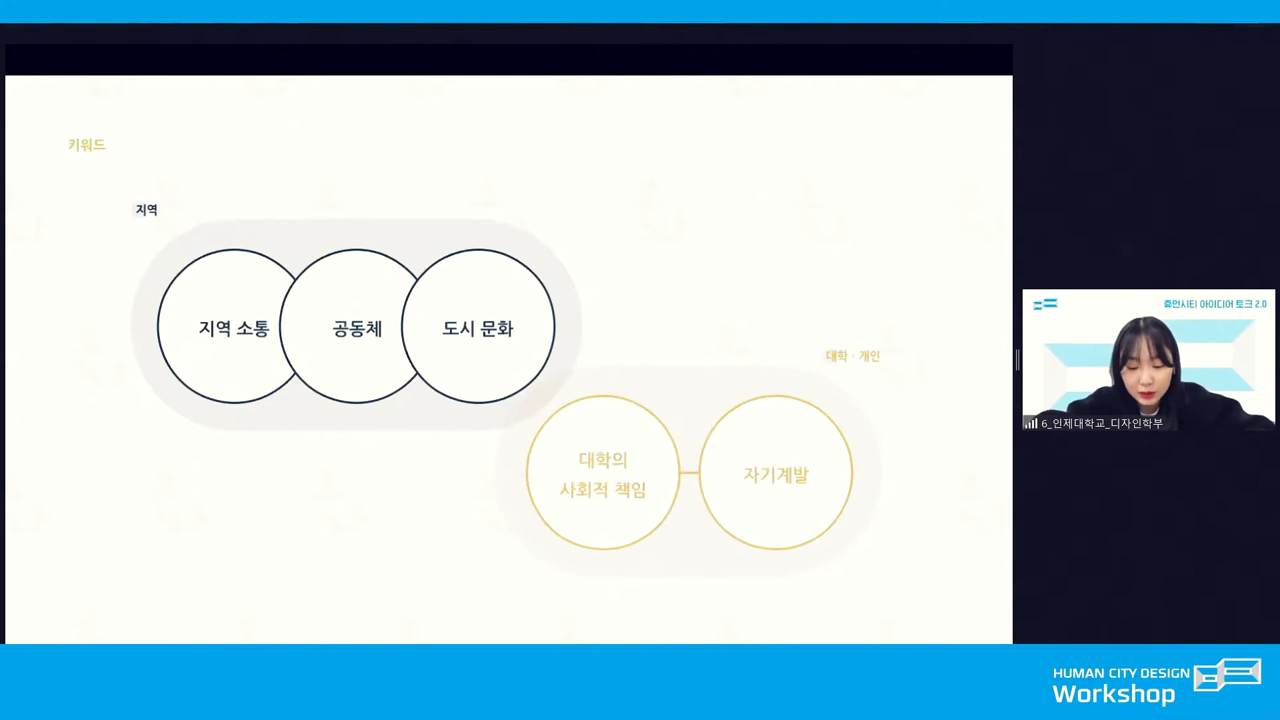 키워드
지역
지역 소통
공동체
도시 문화
대학 · 개인
대학의
사회적 책임
자기계발
휴먼시티 아이디어 토크 2.0
6_인제대학교_디자인학부
HUMAN CITY DESIGN
Workshop